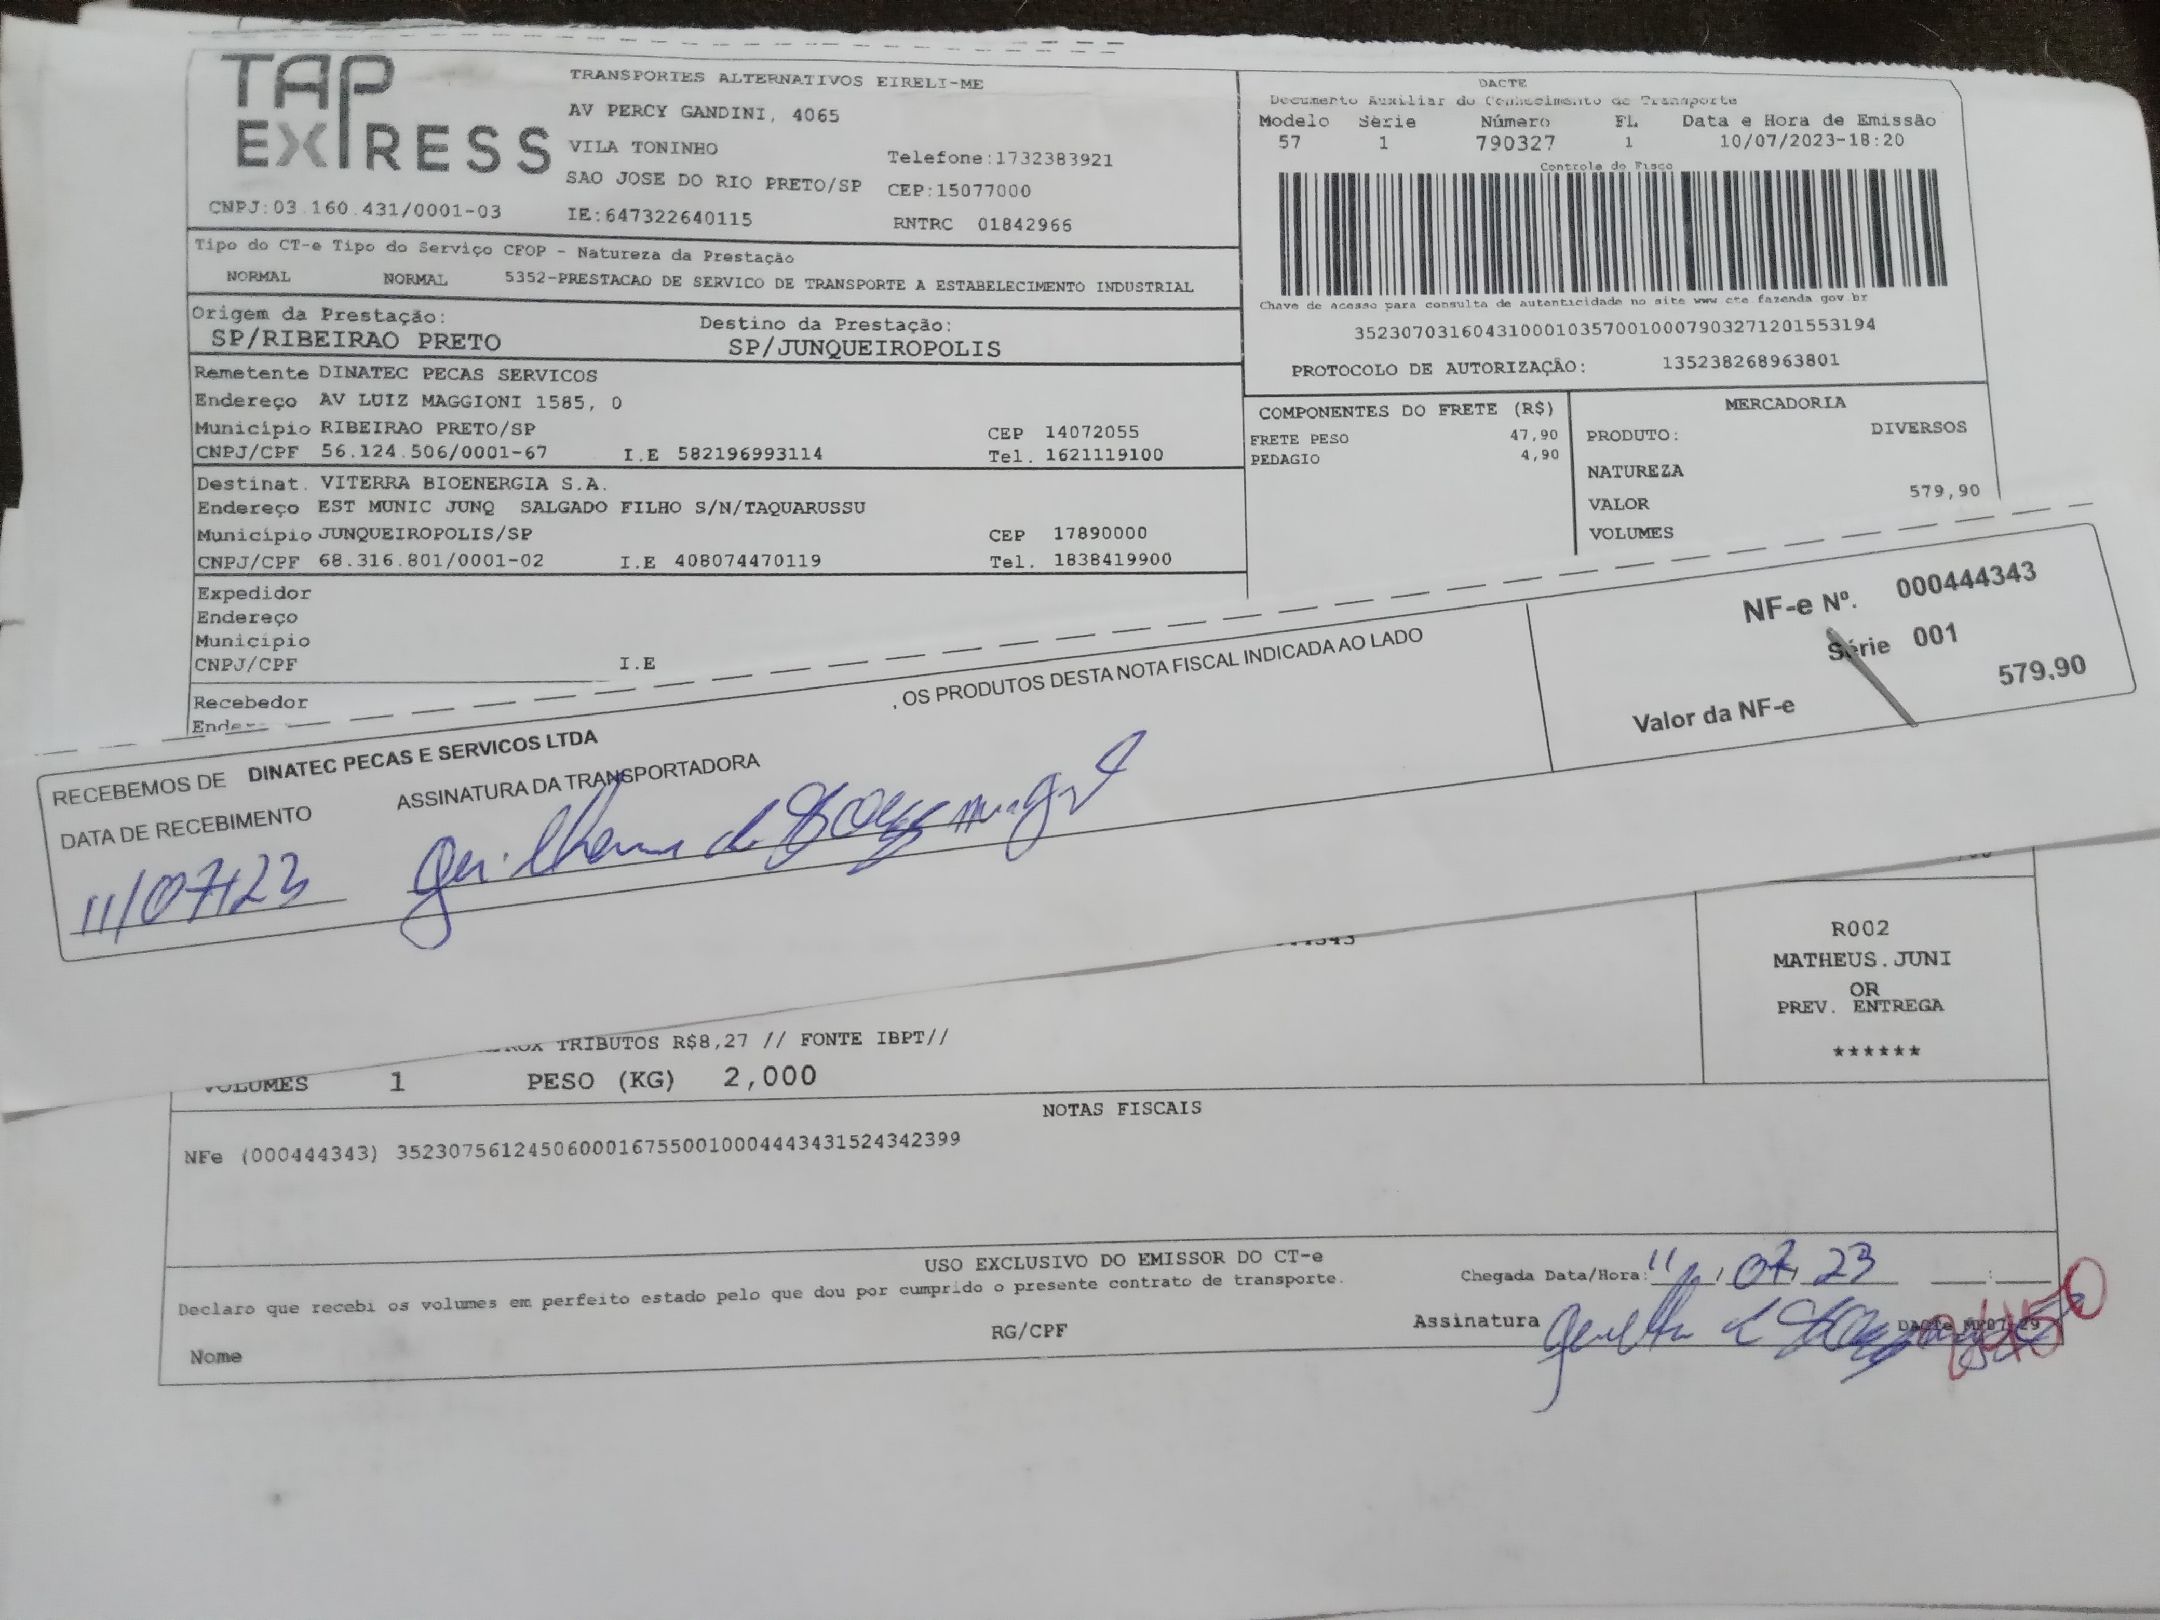 TAP
EXPRESS
CNPJ:03.160.431/0001-03
TRANSPORTES ALTERNATIVOS EIRELI-ME
AV PERCY GANDINI, 4065
VILA TONINHO
Telefone:1732383921
SAO JOSE DO RIO PRETO/SP CEP:15077000
IE:647322640115 RNTRC 01842966
DACTE
Documento Auxiliar do Conhecimento de Transporte
Modelo Série Número FL Data e Hora de Emissão
57 1 790327 1 10/07/2023-18:20
Controle do Fisco
Chave de acesso para consulta de autenticidade no site www cte fazenda gov.br
35230703160431000103570010007903271201553194
PROTOCOLO DE AUTORIZAÇÃO: 135238268963801
Tipo do CT-e Tipo do Serviço CFOP - Natureza da Prestação
NORMAL NORMAL 5352-PRESTACAO DE SERVICO DE TRANSPORTE A ESTABELECIMENTO INDUSTRIAL
Origem da Prestação: Destino da Prestação:
SP/RIBEIRAO PRETO SP/JUNQUEIROPOLIS
Remetente DINATEC PECAS SERVICOS
Endereço AV LUIZ MAGGIONI 1585, 0
Município RIBEIRAO PRETO/SP CEP 14072055
CNPJ/CPF 56.124.506/0001-67 I.E 582196993114 Tel. 1621119100
Destinat. VITERRA BIOENERGIA S.A.
Endereço EST MUNIC JUNQ SALGADO FILHO S/N/TAQUARUSSU
Município JUNQUEIROPOLIS/SP CEP 17890000
CNPJ/CPF 68.316.801/0001-02 I.E 408074470119 Tel. 1838419900
Expedidor
Endereço
Município
CNPJ/CPF I.E
Recebedor
COMPONENTES DO FRETE (R$)
FRETE PESO 47,90
PEDAGIO 4,90
MERCADORIA
PRODUTO: DIVERSOS
NATUREZA
VALOR 579,90
VOLUMES
RECEBEMOS DE DINATEC PECAS E SERVICOS LTDA , OS PRODUTOS DESTA NOTA FISCAL INDICADA AO LADO
DATA DE RECEBIMENTO ASSINATURA DA TRANSPORTADORA
11/07/23 Guilherme de
NF-e Nº. 000444343
Série 001
Valor da NF-e 579,90
R002
MATHEUS.JUNI
OR
PREV. ENTREGA
******
TRIBUTOS R$8,27 // FONTE IBPT//
VOLUMES 1 PESO (KG) 2,000
NOTAS FISCAIS
NFe (000444343) 35230756124506000167550010004443431524342399
USO EXCLUSIVO DO EMISSOR DO CT-e
Declaro que recebi os volumes em perfeito estado pelo que dou por cumprido o presente contrato de transporte.
Chegada Data/Hora: 11/07/23
Nome RG/CPF Assinatura